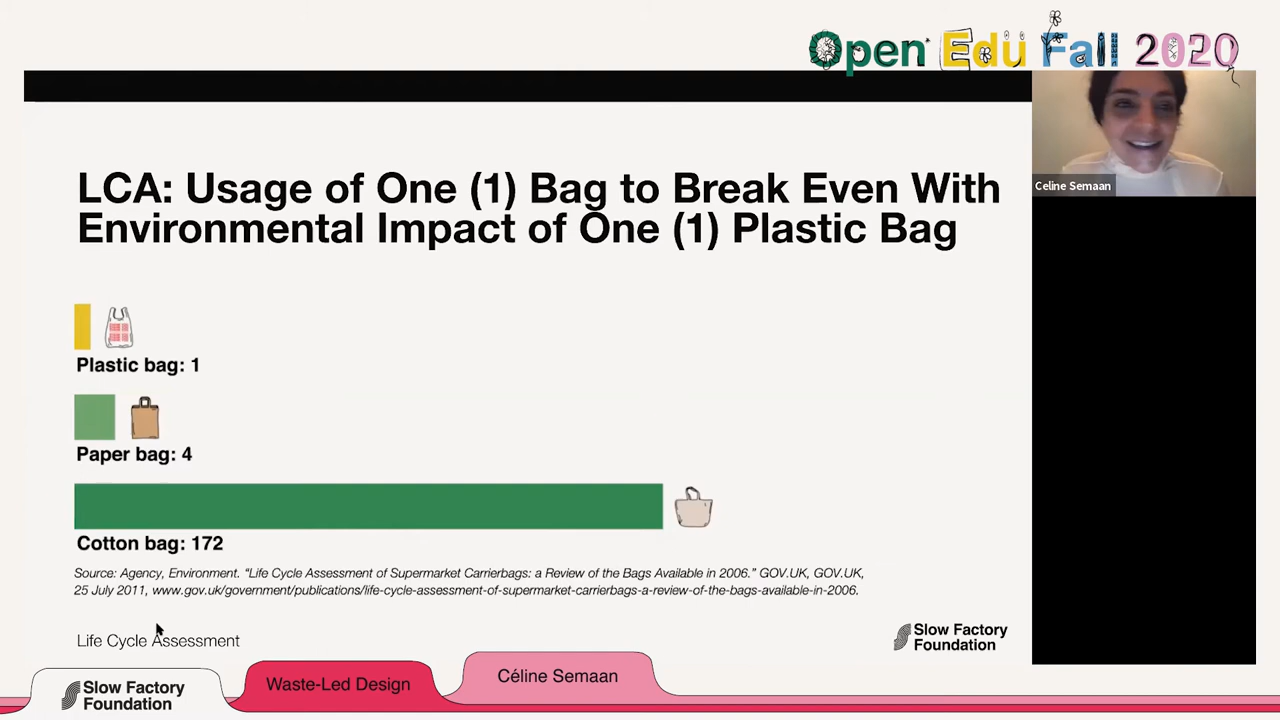 Open Edu Fall 2020
Celine Semaan
LCA: Usage of One (1) Bag to Break Even With
Environmental Impact of One (1) Plastic Bag
Plastic bag: 1
Paper bag: 4
Cotton bag: 172
Source: Agency, Environment. “Life Cycle Assessment of Supermarket Carrierbags: a Review of the Bags Available in 2006.” GOV.UK, GOV.UK,
25 July 2011, www.gov.uk/government/publications/life-cycle-assessment-of-supermarket-carrierbags-a-review-of-the-bags-available-in-2006.
Life Cycle Assessment
Slow Factory
Foundation
Slow Factory
Foundation
Waste-Led Design
Céline Semaan